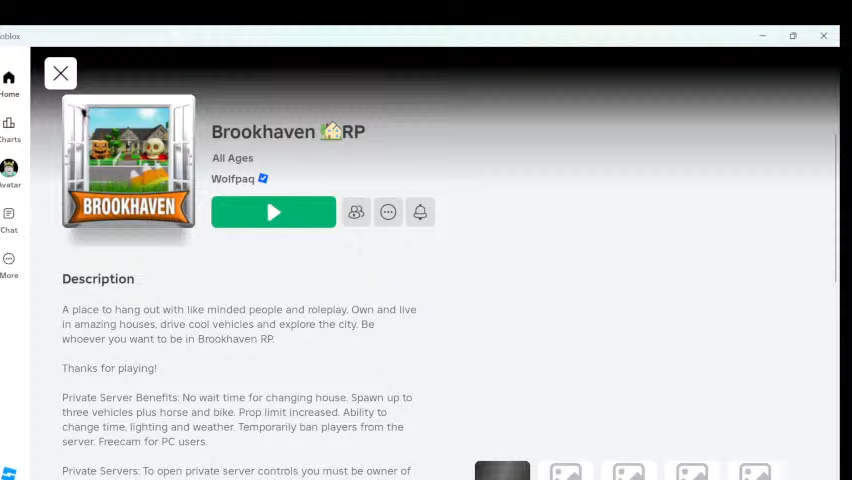 Home
Charts
Avatar
Chat
More
BROOKHAVEN
Brookhaven RP
All Ages
Wolfpaq
Description
A place to hang out with like minded people and roleplay. Own and live
in amazing houses, drive cool vehicles and explore the city. Be
whoever you want to be in Brookhaven RP.
Thanks for playing!
Private Server Benefits: No wait time for changing house. Spawn up to
three vehicles plus horse and bike. Prop limit increased. Ability to
change time, lighting and weather. Temporarily ban players from the
server. Freecam for PC users.
Private Servers: To open private server controls you must be owner of